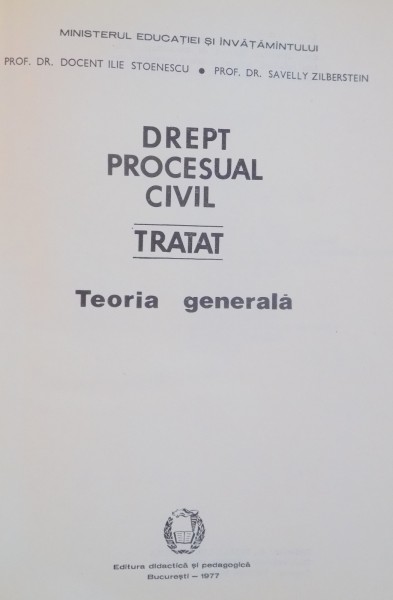 MINISTERUL EDUCAȚIEI ȘI ÎNVĂȚĂMÎNTULUI
PROF. DR. DOCENT ILIE STOENESCU ● PROF. DR. SAVELLY ZILBERSTEIN
DREPT
PROCESUAL
CIVIL
TRATAT
Teoria generală
Editura didactică și pedagogică
București – 1977